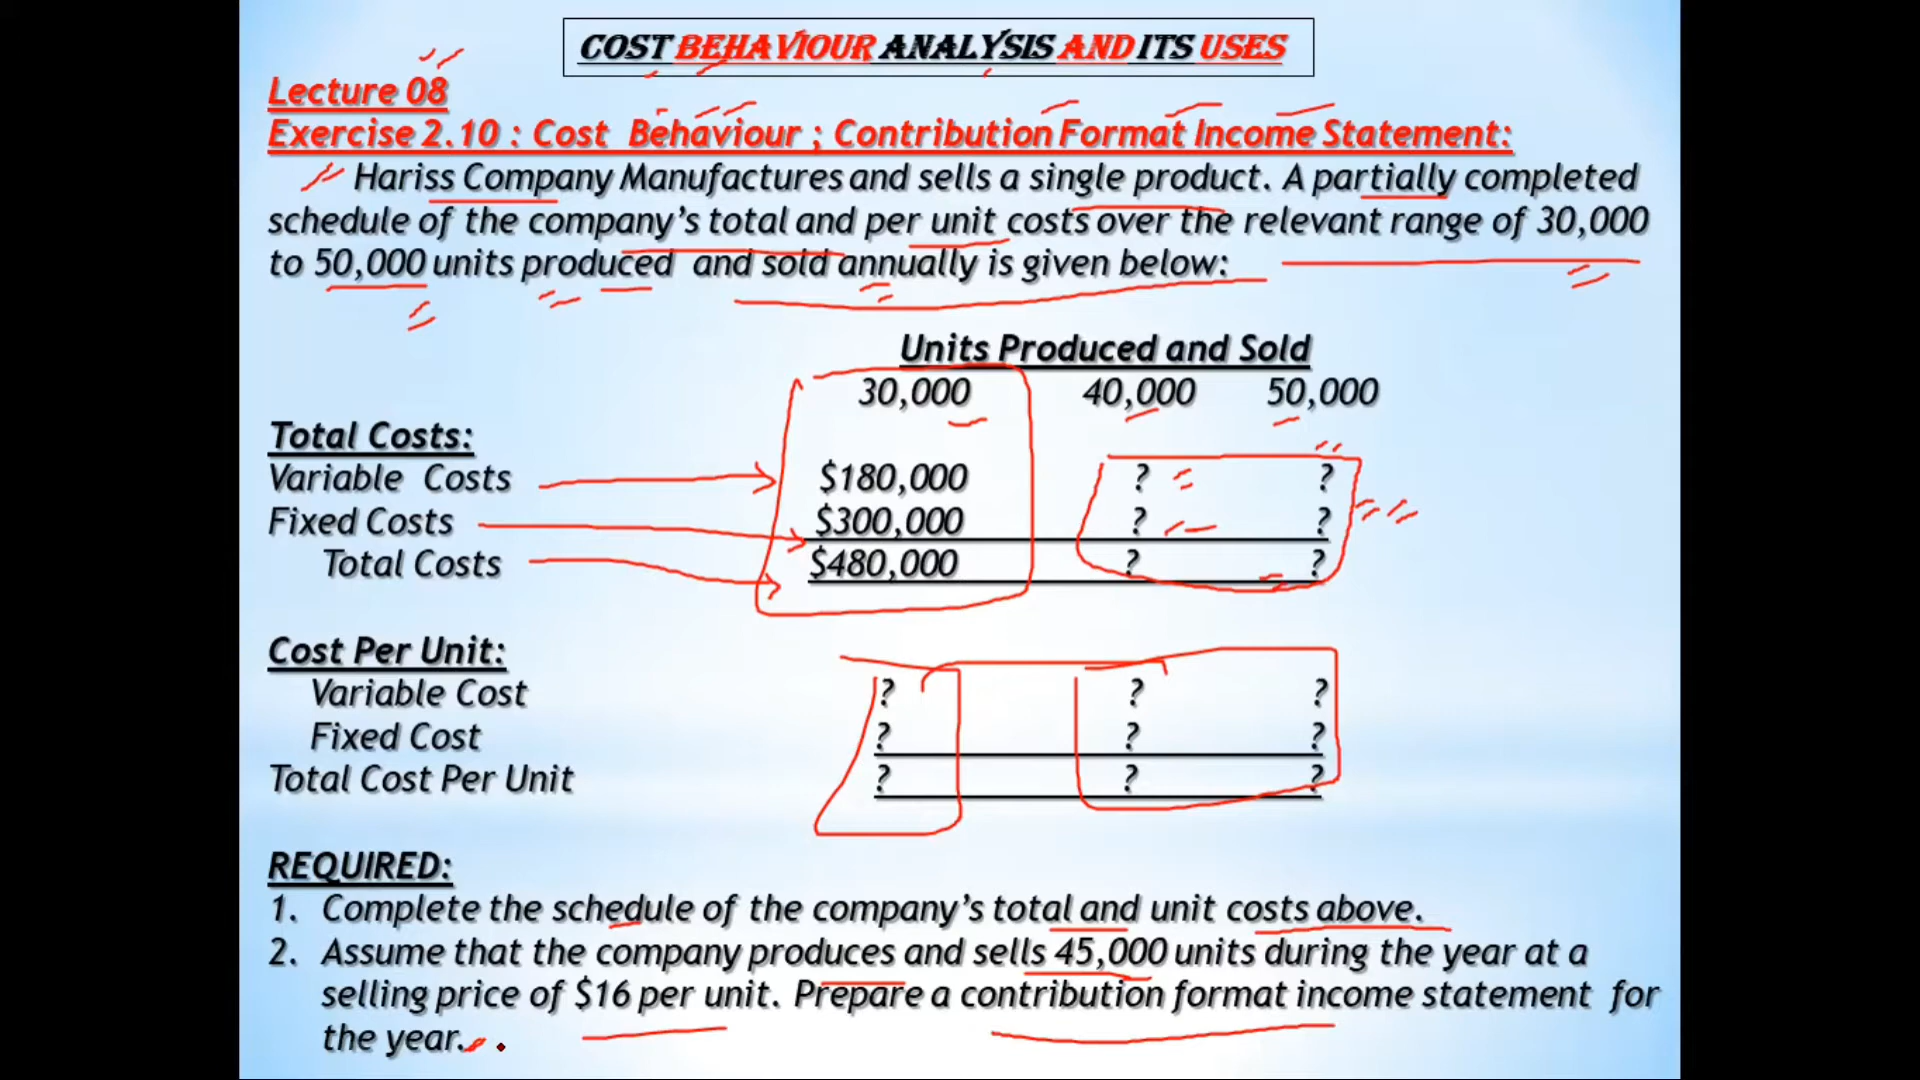 COST BEHAVIOUR ANALYSIS AND ITS USES
Lecture 08
Exercise 2.10 : Cost Behaviour ; Contribution Format Income Statement:
Hariss Company Manufactures and sells a single product. A partially completed
schedule of the company's total and per unit costs over the relevant range of 30,000
to 50,000 units produced and sold annually is given below:
Units Produced and Sold
30,000 40,000 50,000
Total Costs:
Variable Costs $180,000 ? ?
Fixed Costs $300,000 ? ?
Total Costs $480,000 ? ?
Cost Per Unit:
Variable Cost ? ? ?
Fixed Cost ? ? ?
Total Cost Per Unit ? ? ?
REQUIRED:
1. Complete the schedule of the company's total and unit costs above.
2. Assume that the company produces and sells 45,000 units during the year at a
selling price of $16 per unit. Prepare a contribution format income statement for
the year.